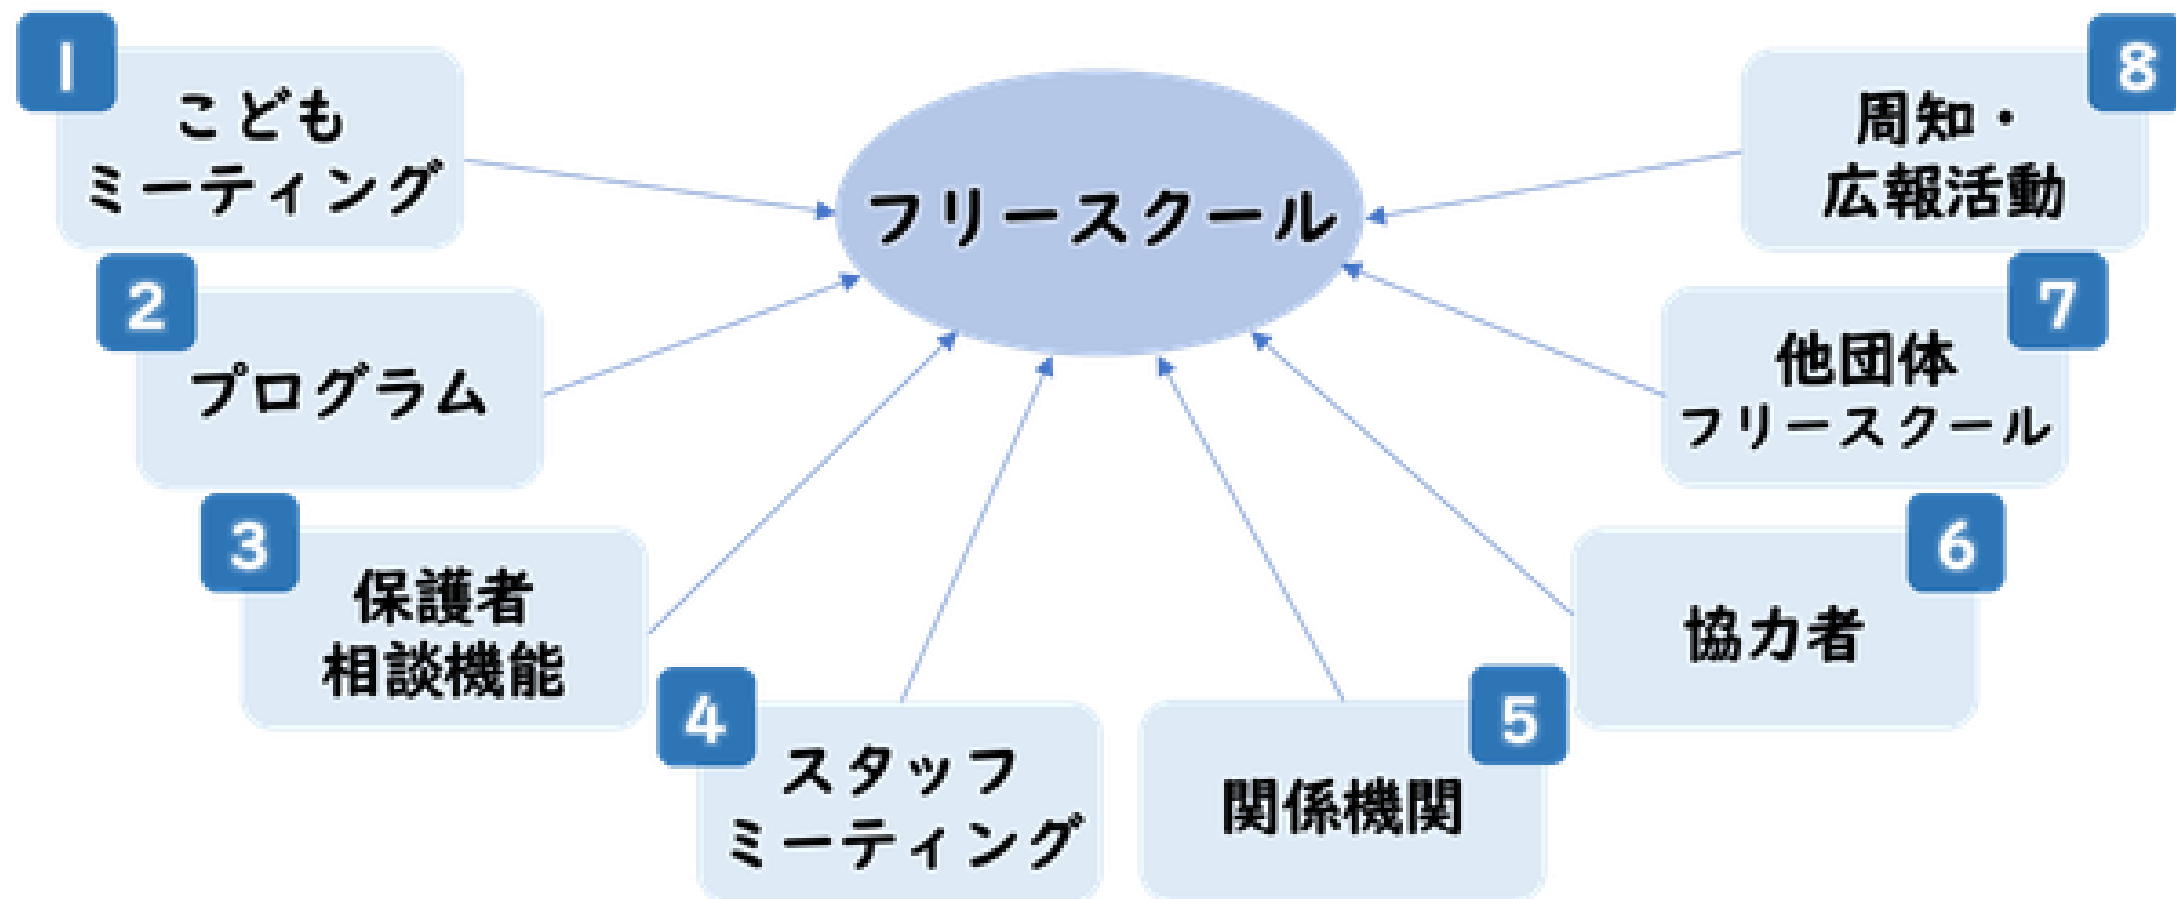 1
こども
ミーティング
2
プログラム
3
保護者
相談機能
4
スタッフ
ミーティング
フリースクール
5
関係機関
6
協力者
7
他団体
フリースクール
8
周知・
広報活動